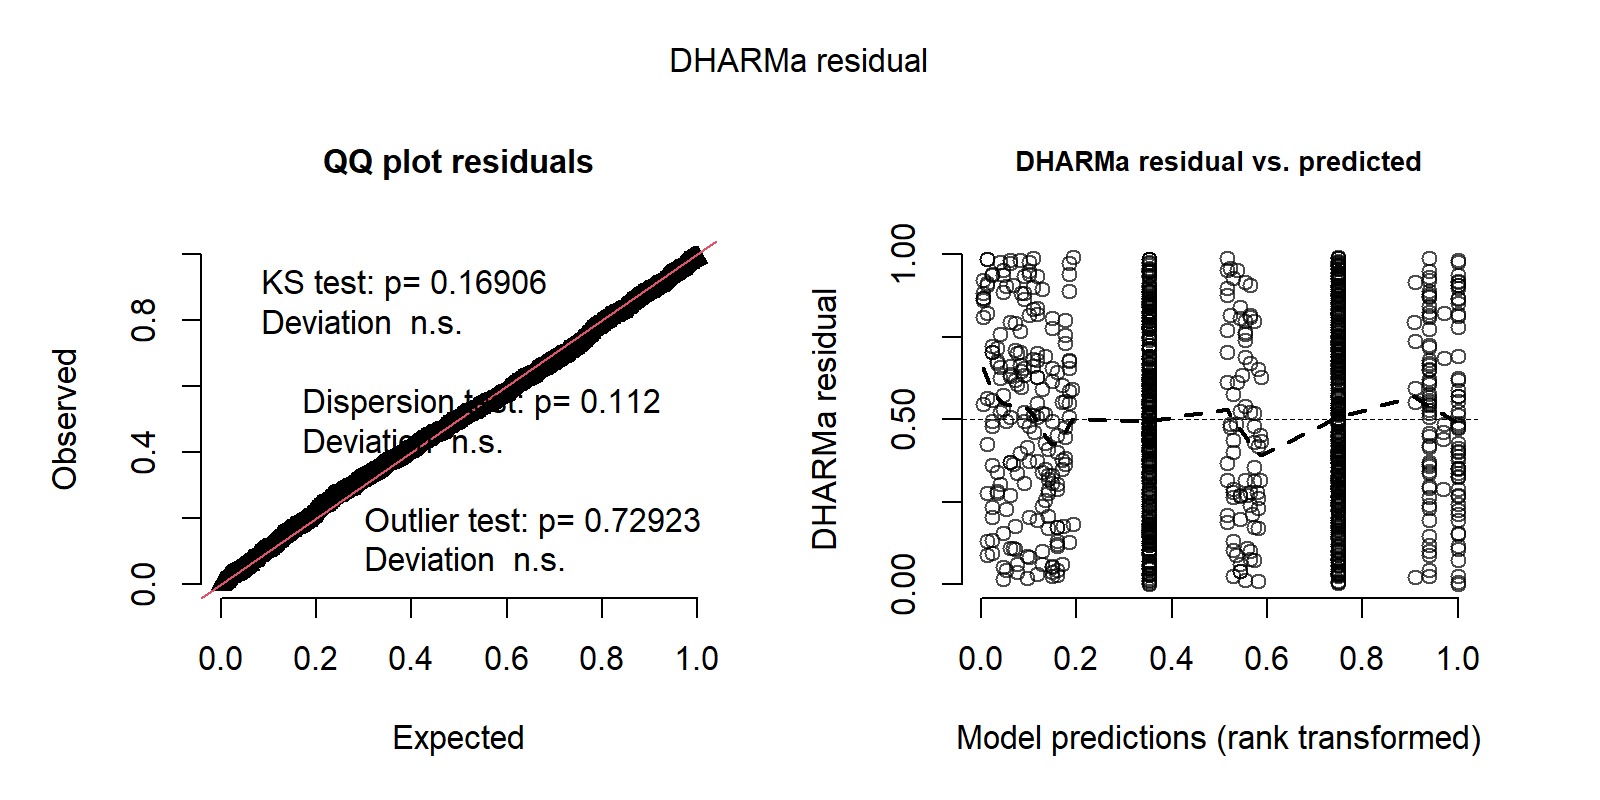 DHARMa residual
QQ plot residuals
KS test: p= 0.16906
Deviation n.s.
Dispersion test: p= 0.112
Deviation n.s.
Outlier test: p= 0.72923
Deviation n.s.
Observed
0.0
0.4
0.8
0.0 0.2 0.4 0.6 0.8 1.0
Expected
DHARMa residual vs. predicted
DHARMa residual
0.00
0.50
1.00
0.0 0.2 0.4 0.6 0.8 1.0
Model predictions (rank transformed)